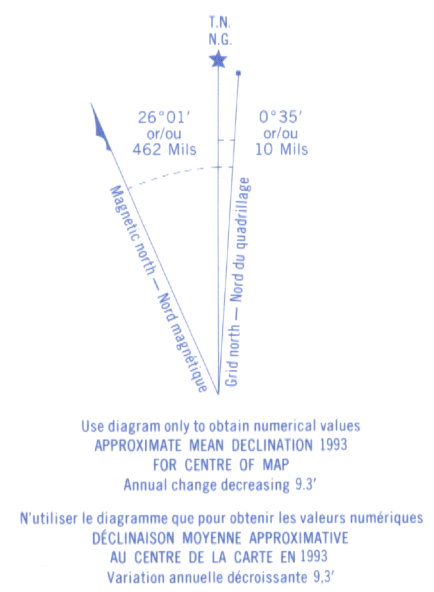 T.N.
N.G.
26°01′
or/ou
462 Mils
0°35′
or/ou
10 Mils
Magnetic north — Nord magnétique
Grid north — Nord du quadrillage
Use diagram only to obtain numerical values
APPROXIMATE MEAN DECLINATION 1993
FOR CENTRE OF MAP
Annual change decreasing 9.3′
N'utiliser le diagramme que pour obtenir les valeurs numériques
DÉCLINAISON MOYENNE APPROXIMATIVE
AU CENTRE DE LA CARTE EN 1993
Variation annuelle décroissante 9,3′